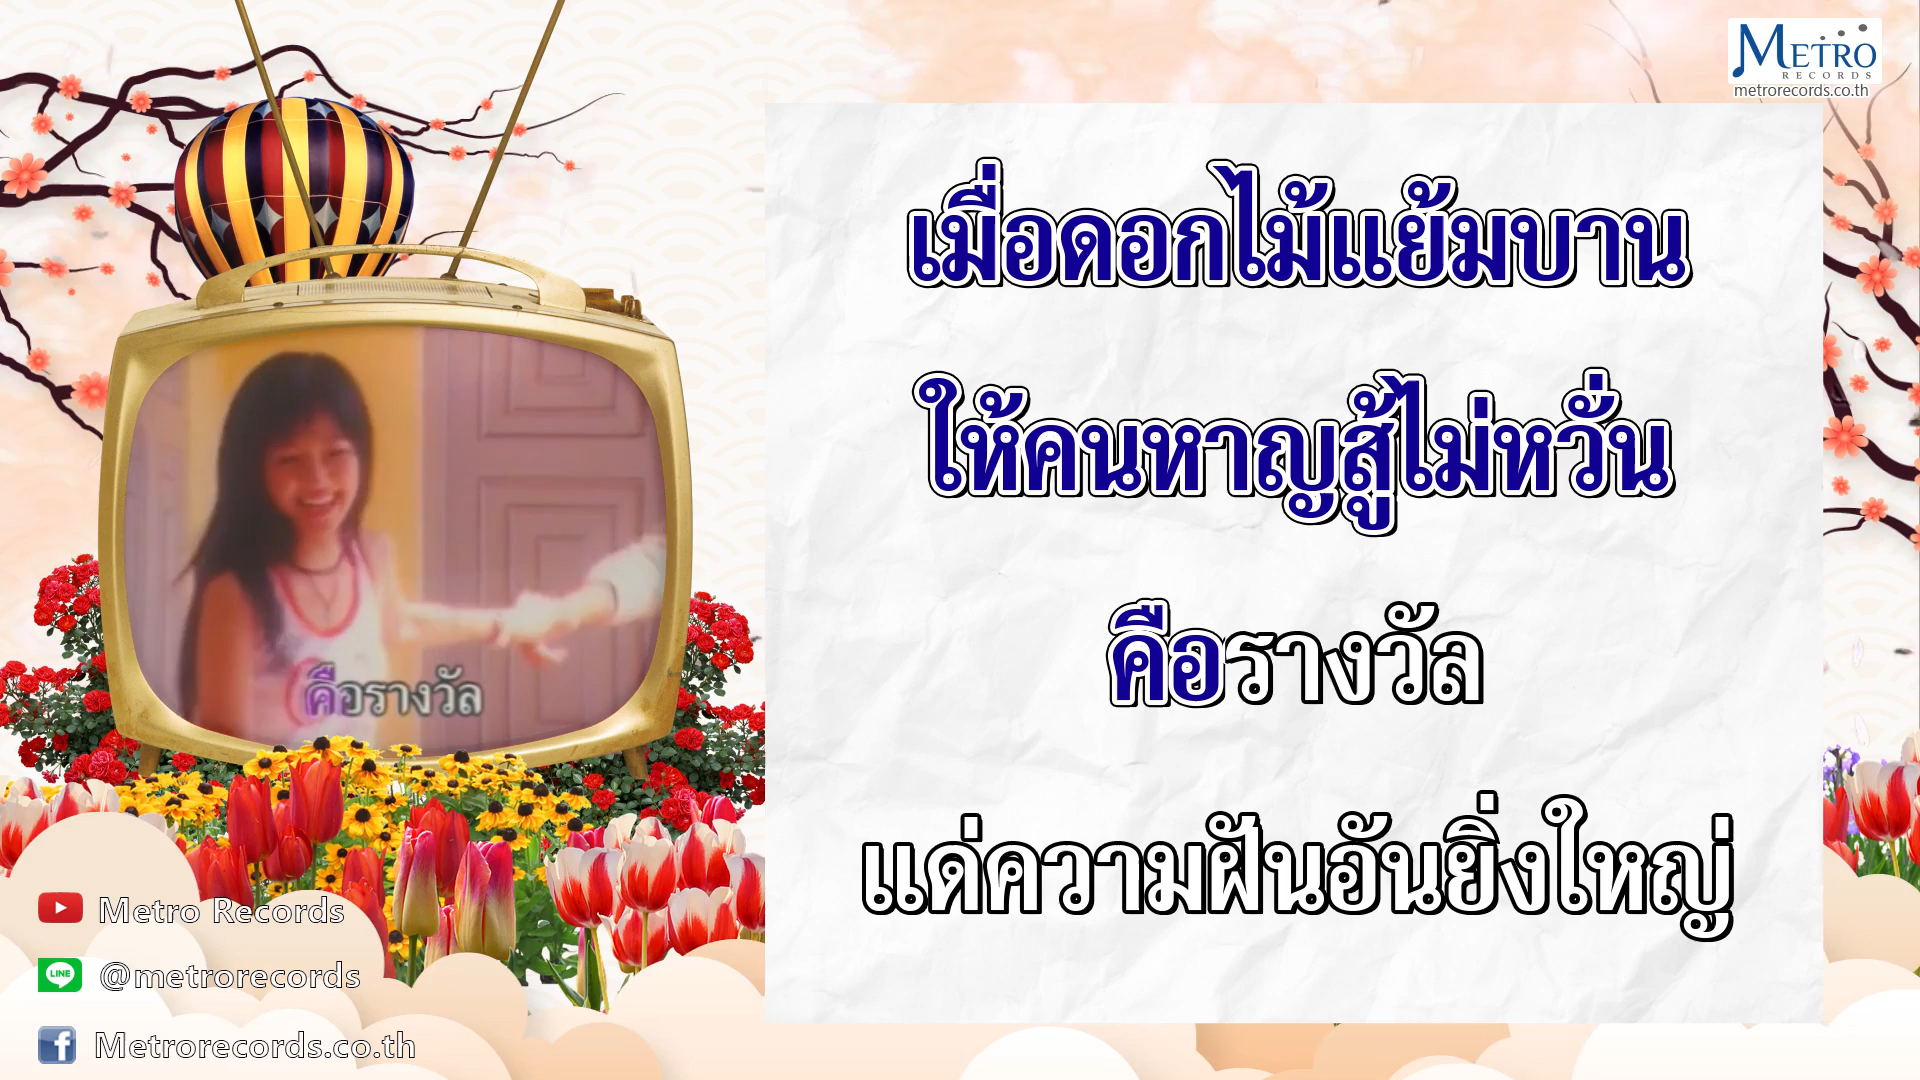 METRO
RECORDS
metrorecords.co.th
เมื่อดอกไม้แย้มบาน
ให้คนหาญสู้ไม่หวั่น
คือรางวัล
แด่ความฝันอันยิ่งใหญ่
คือรางวัล
Metro Records
LINE
@metrorecords
f
Metrorecords.co.th